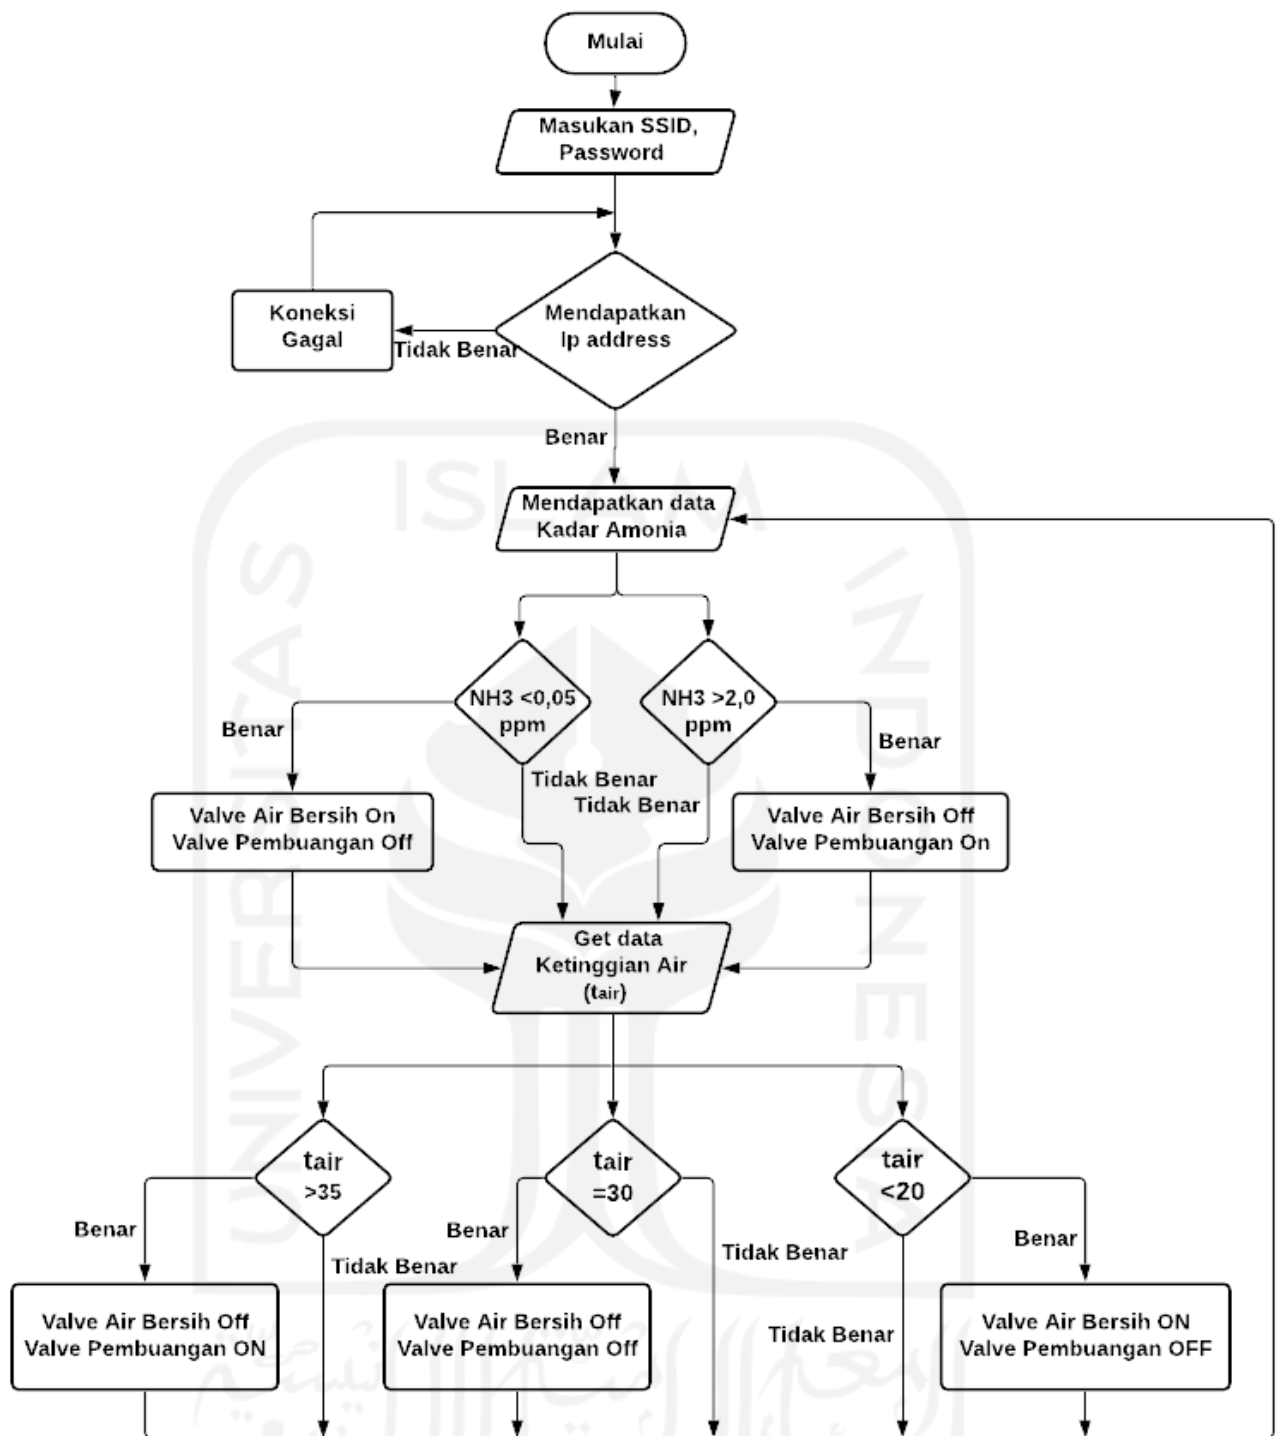 Mulai
Masukan SSID,
Password
Mendapatkan
Ip address
Koneksi
Gagal
Tidak Benar
Benar
ISLAM
UNIVERSITAS
INDONESIA
Mendapatkan data
Kadar Amonia
NH3 <0,05
ppm
NH3 >2,0
ppm
Benar
Benar
Tidak Benar
Tidak Benar
Valve Air Bersih On
Valve Pembuangan Off
Valve Air Bersih Off
Valve Pembuangan On
Get data
Ketinggian Air
(tair)
tair
>35
tair
=30
tair
<20
Benar
Tidak Benar
Benar
Tidak Benar
Benar
Tidak Benar
Valve Air Bersih Off
Valve Pembuangan ON
Valve Air Bersih Off
Valve Pembuangan Off
Valve Air Bersih ON
Valve Pembuangan OFF